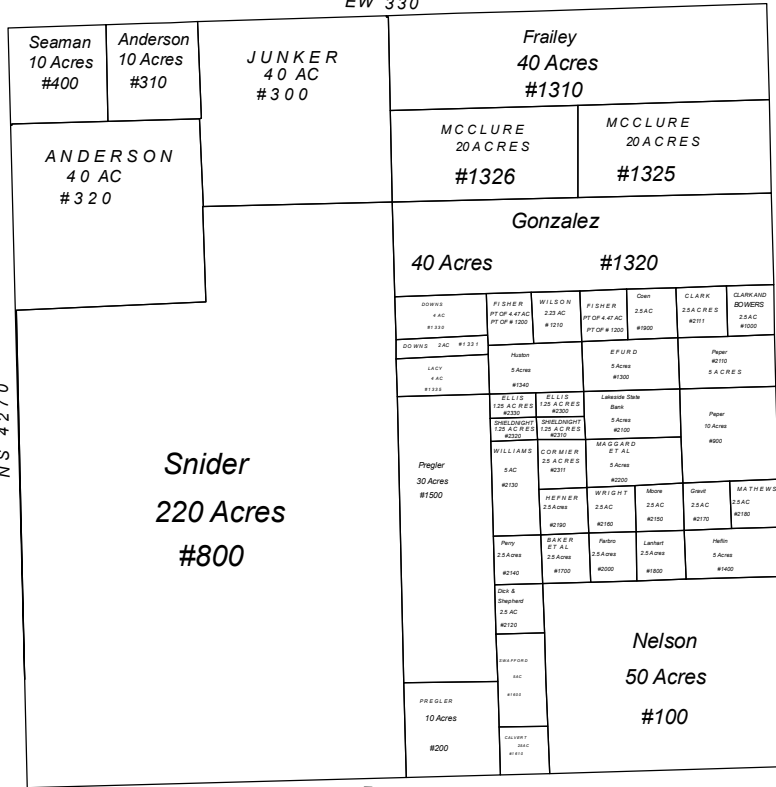 EW 330
Seaman
10 Acres
#400
Anderson
10 Acres
#310
JUNKER
40 AC
#300
Frailey
40 Acres
#1310
MCCLURE
20 ACRES
#1326
MCCLURE
20 ACRES
#1325
ANDERSON
40 AC
#320
Gonzalez
40 Acres #1320
DOWNS
4 AC
#1330
FISHER
PT OF 4.47 AC
PT OF # 1200
WILSON
2.23 AC
# 1210
FISHER
PT OF 4.47 AC
PT OF # 1200
Coen
2.5 AC
#1900
CLARK
2.5 ACRES
#2111
CLARK AND
BOWERS
2.5 AC
#1000
DOWNS 2AC #1331
LACY
4 AC
#1335
Huston
5 Acres
#1340
EFURD
5 Acres
#1300
Peper
#2110
5 ACRES
ELLIS
1.25 ACRES
#2330
ELLIS
1.25 ACRES
#2300
SHIELDNIGHT
1.25 ACRES
#2320
SHIELDNIGHT
1.25 ACRES
#2310
Lakeside State
Bank
5 Acres
#2100
Peper
10 Acres
#900
NS 4270
Snider
220 Acres
#800
Pregler
30 Acres
#1500
WILLIAMS
5 AC
#2130
CORMIER
2.5 ACRES
#2311
MAGGARD
ET AL
5 Acres
#2200
HEFNER
2.5 Acres
#2190
WRIGHT
2.5 AC
#2160
Moore
2.5 AC
#2150
Gravit
2.5 AC
#2170
MATHEWS
2.5 AC
#2180
Perry
2.5 Acres
#2140
BAKER
ET AL
2.5 Acres
#1700
Farbro
2.5 Acres
#2000
Lanhart
2.5 Acres
#1800
Heflin
5 Acres
#1400
Dick &
Shepherd
2.5 AC
#2120
SWAFFORD
5AC
Nelson
50 Acres
#100
PREGLER
10 Acres
#200
CALVERT